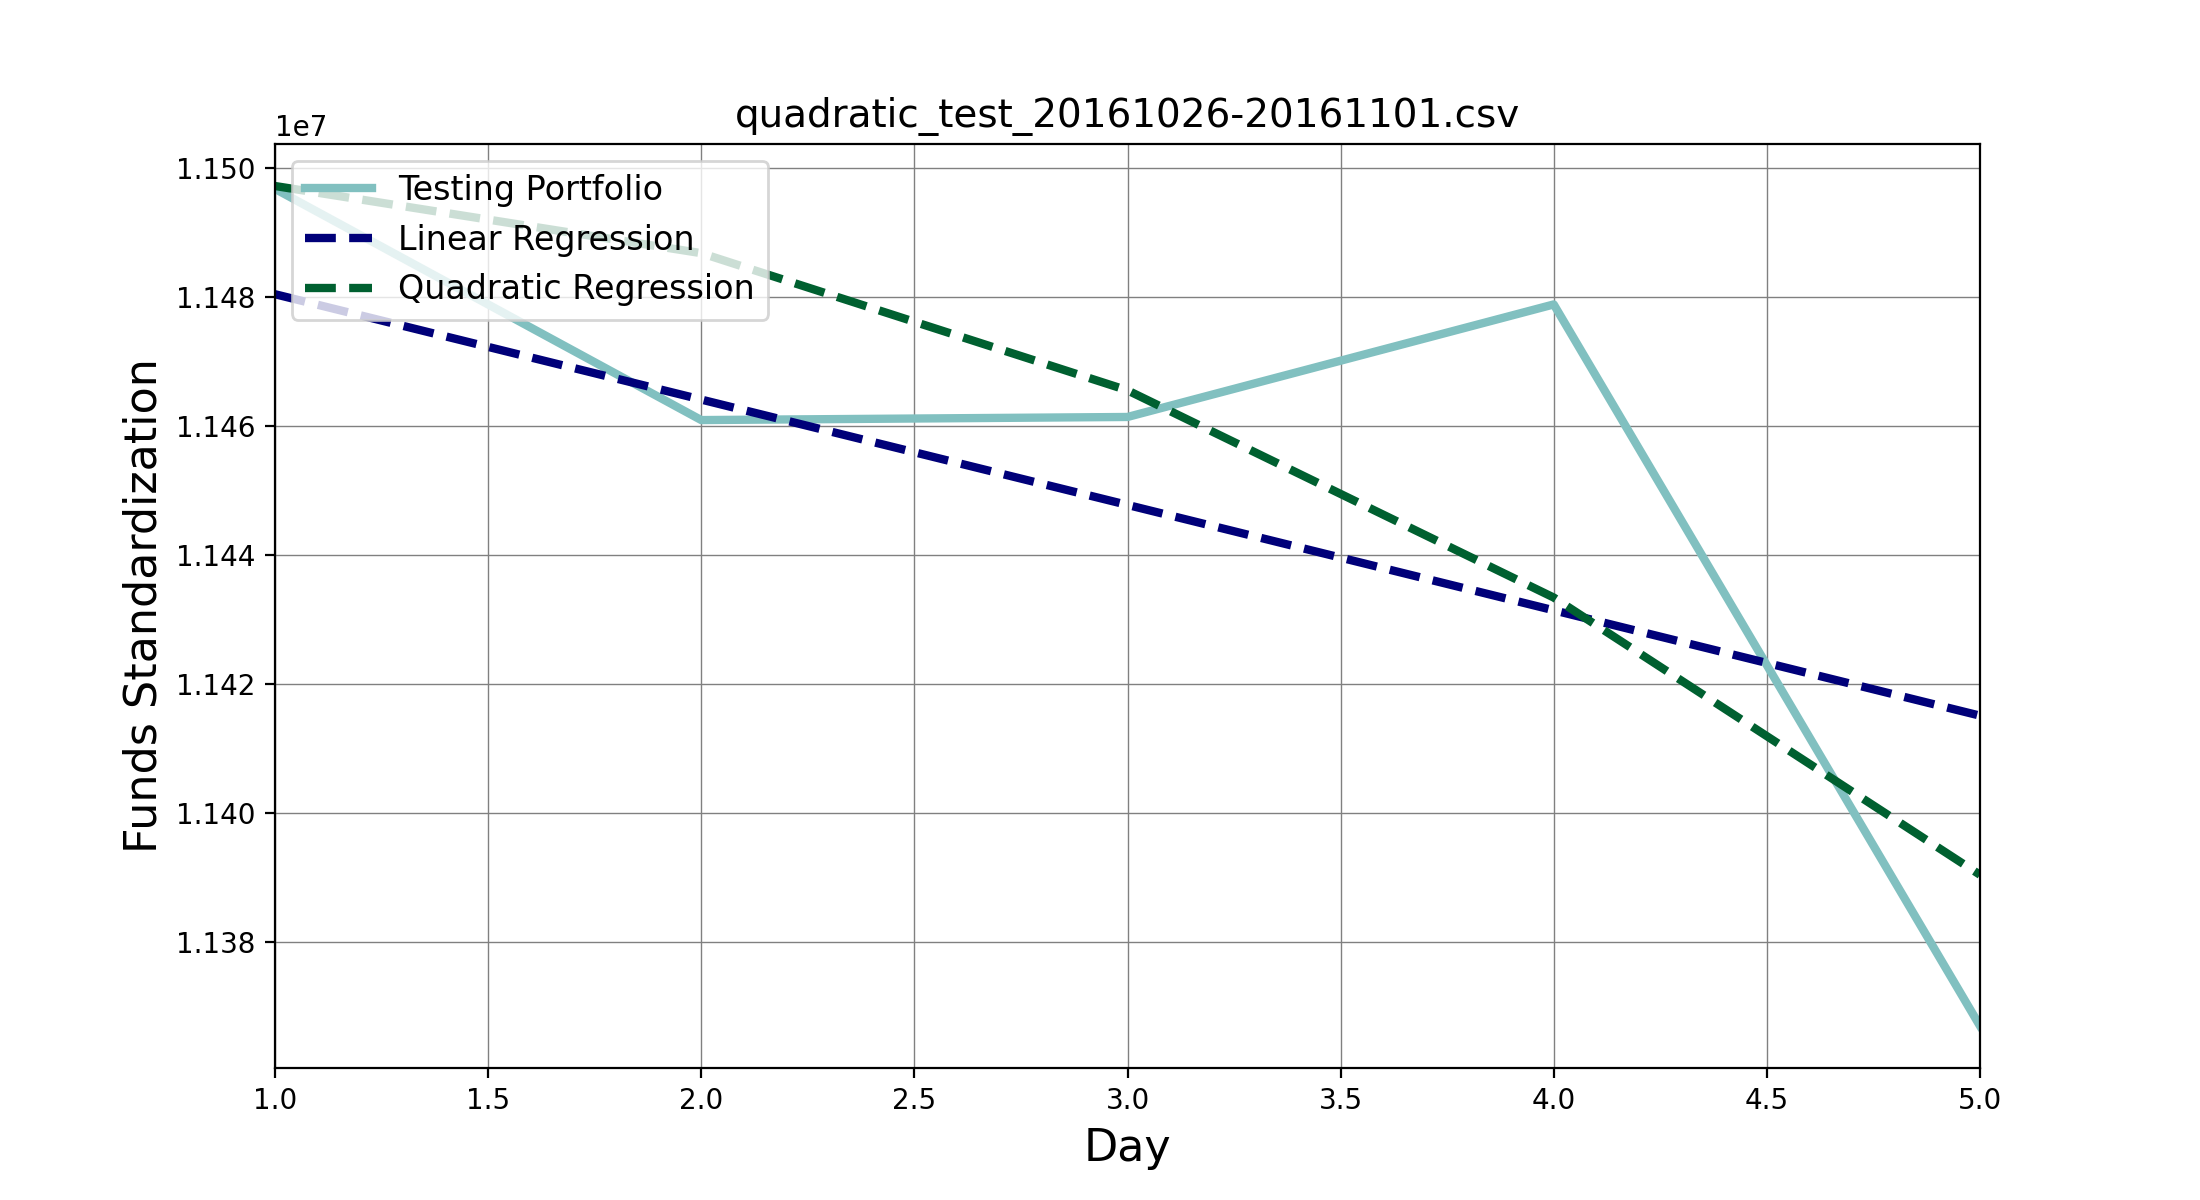 quadratic_test_20161026-20161101.csv
1e7
Testing Portfolio
Linear Regression
Quadratic Regression
Funds Standardization
1.150
1.148
1.146
1.144
1.142
1.140
1.138
1.0 1.5 2.0 2.5 3.0 3.5 4.0 4.5 5.0
Day